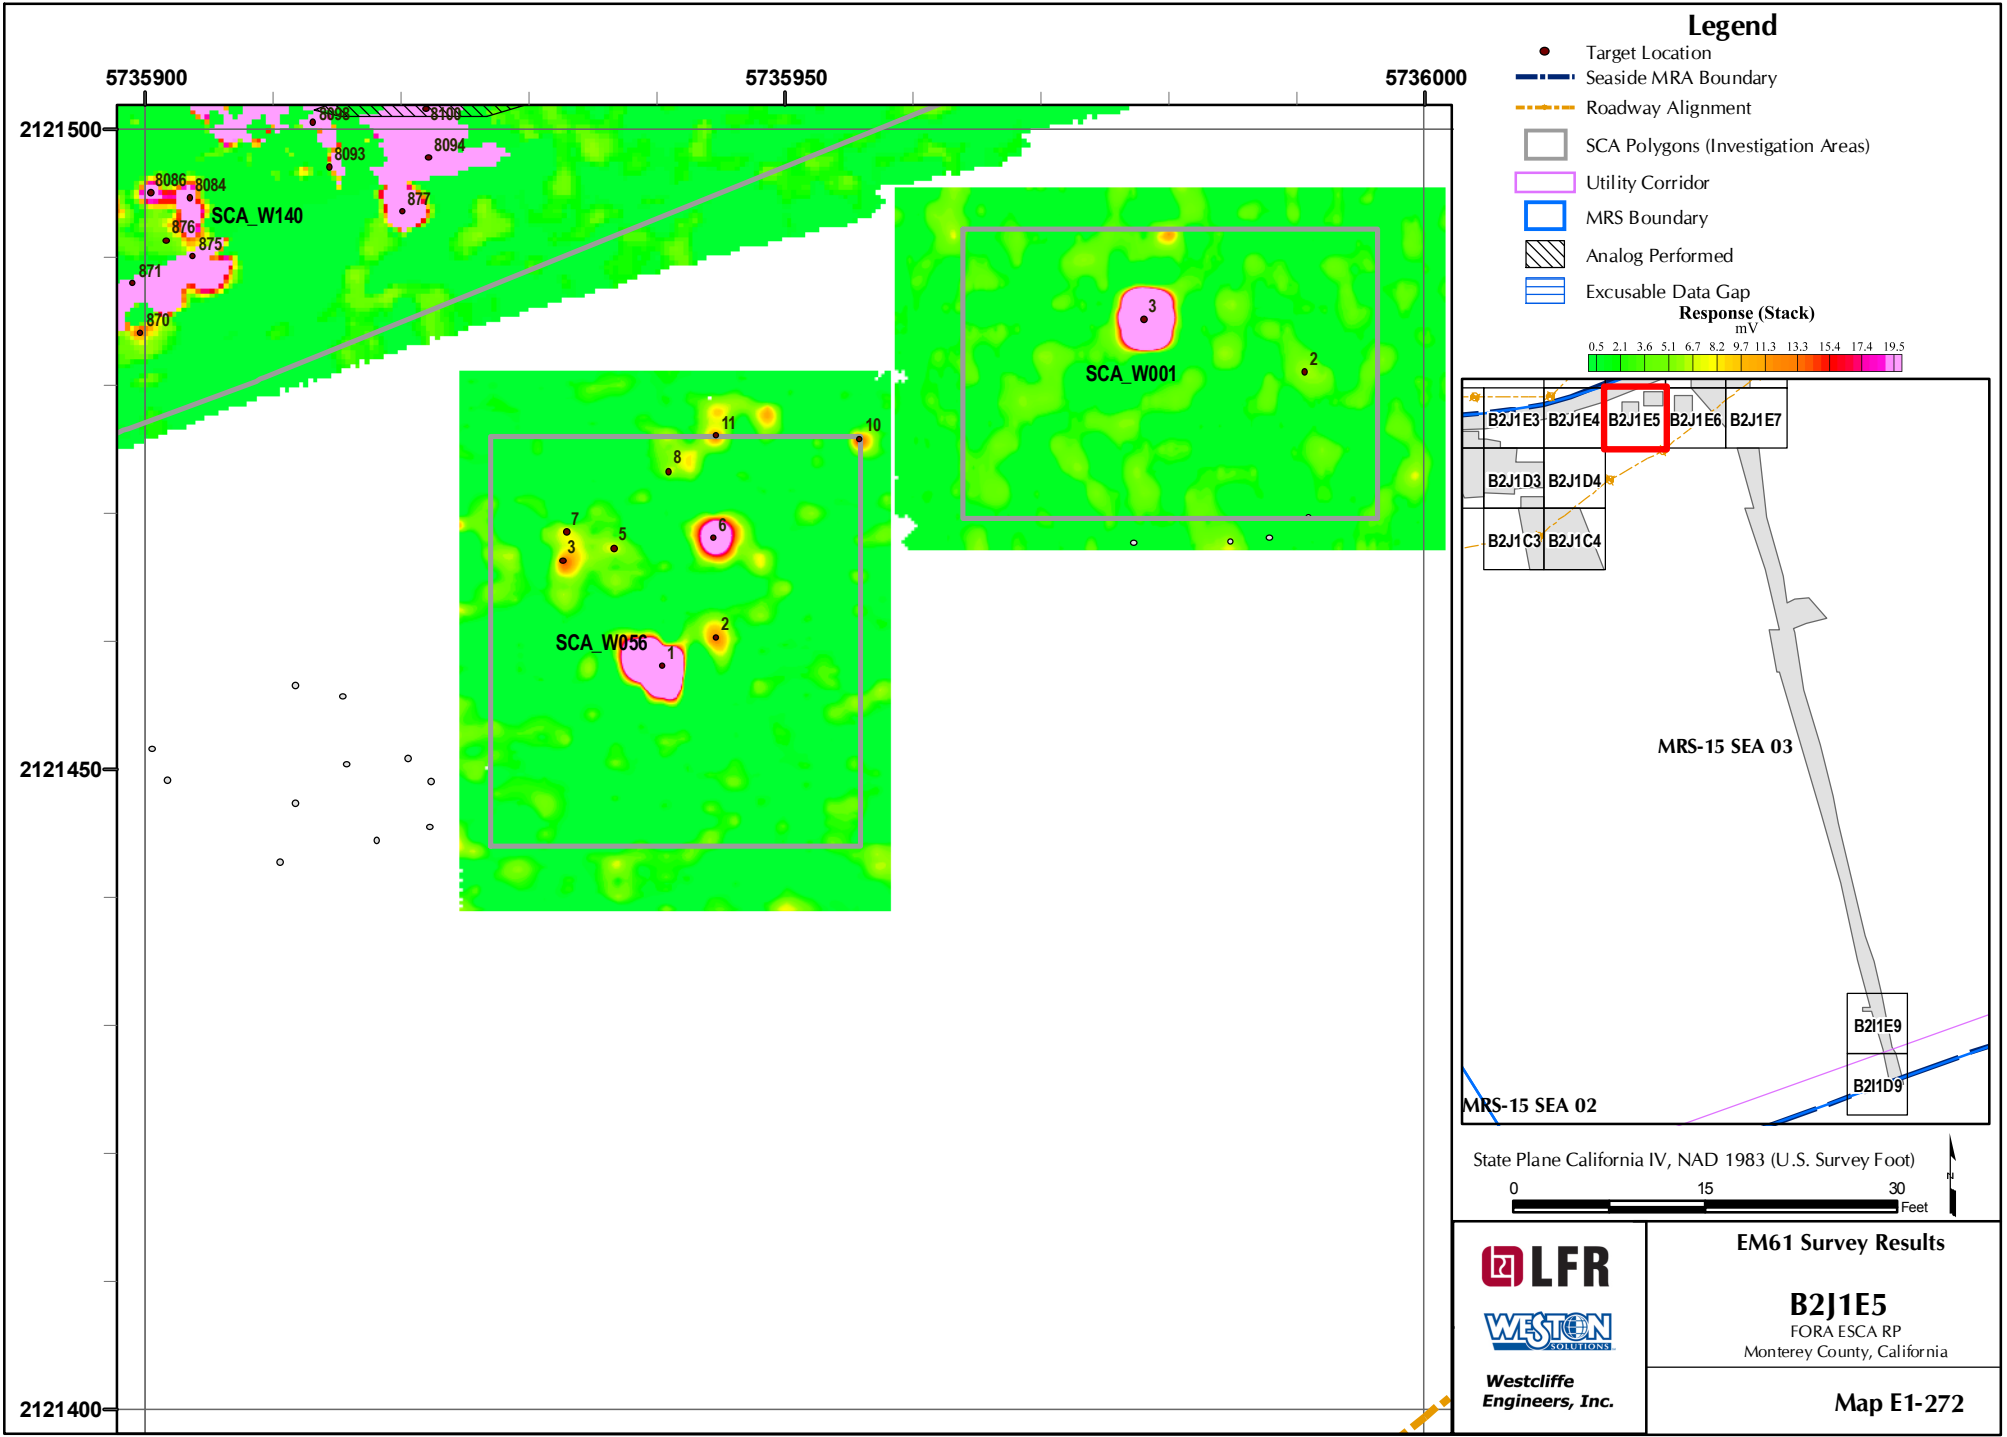 5735900
5735950
5736000
2121500
2121450
2121400
8098
8100
8093
8094
8086
8084
SCA_W140
877
876
875
871
870
3
SCA_W001
2
11
10
8
7
5
6
3
2
SCA_W056
1
Legend
Target Location
Seaside MRA Boundary
Roadway Alignment
SCA Polygons (Investigation Areas)
Utility Corridor
MRS Boundary
Analog Performed
Excusable Data Gap
Response (Stack)
mV
0.5 2.1 3.6 5.1 6.7 8.2 9.7 11.3 13.3 15.4 17.4 19.5
B2J1E3 B2J1E4 B2J1E5 B2J1E6 B2J1E7
B2J1D3 B2J1D4
B2J1C3 B2J1C4
MRS-15 SEA 03
B2I1E9
B2I1D9
MRS-15 SEA 02
State Plane California IV, NAD 1983 (U.S. Survey Foot)
0 15 30
Feet
N
LFR
WESTON
SOLUTIONS
Westcliffe
Engineers, Inc.
EM61 Survey Results
B2J1E5
FORA ESCA RP
Monterey County, California
Map E1-272